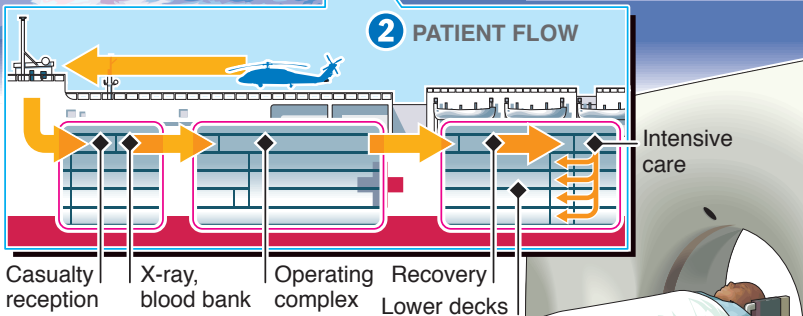 2 PATIENT FLOW
Intensive
care
Casualty
reception
X-ray,
blood bank
Operating
complex
Recovery
Lower decks